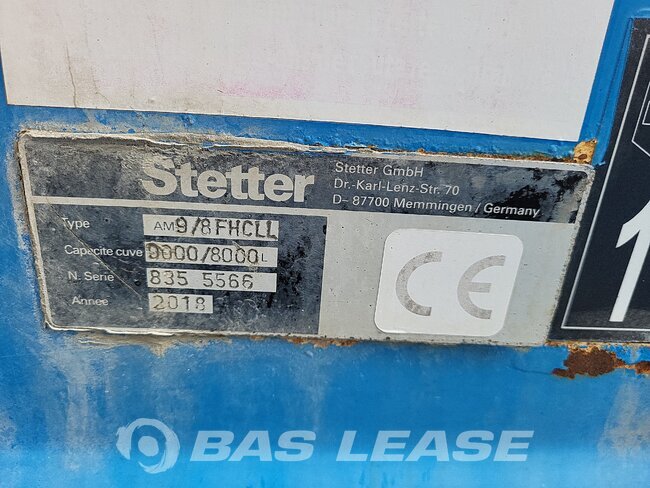 Stetter
Stetter GmbH
Dr.-Karl-Lenz-Str. 70
D- 87700 Memmingen / Germany
Type AM 9/8 FHCLL
Capacite cuve 9000/8000 L
N. Serie 835 5566
Annee 2018
CE
1
BAS LEASE